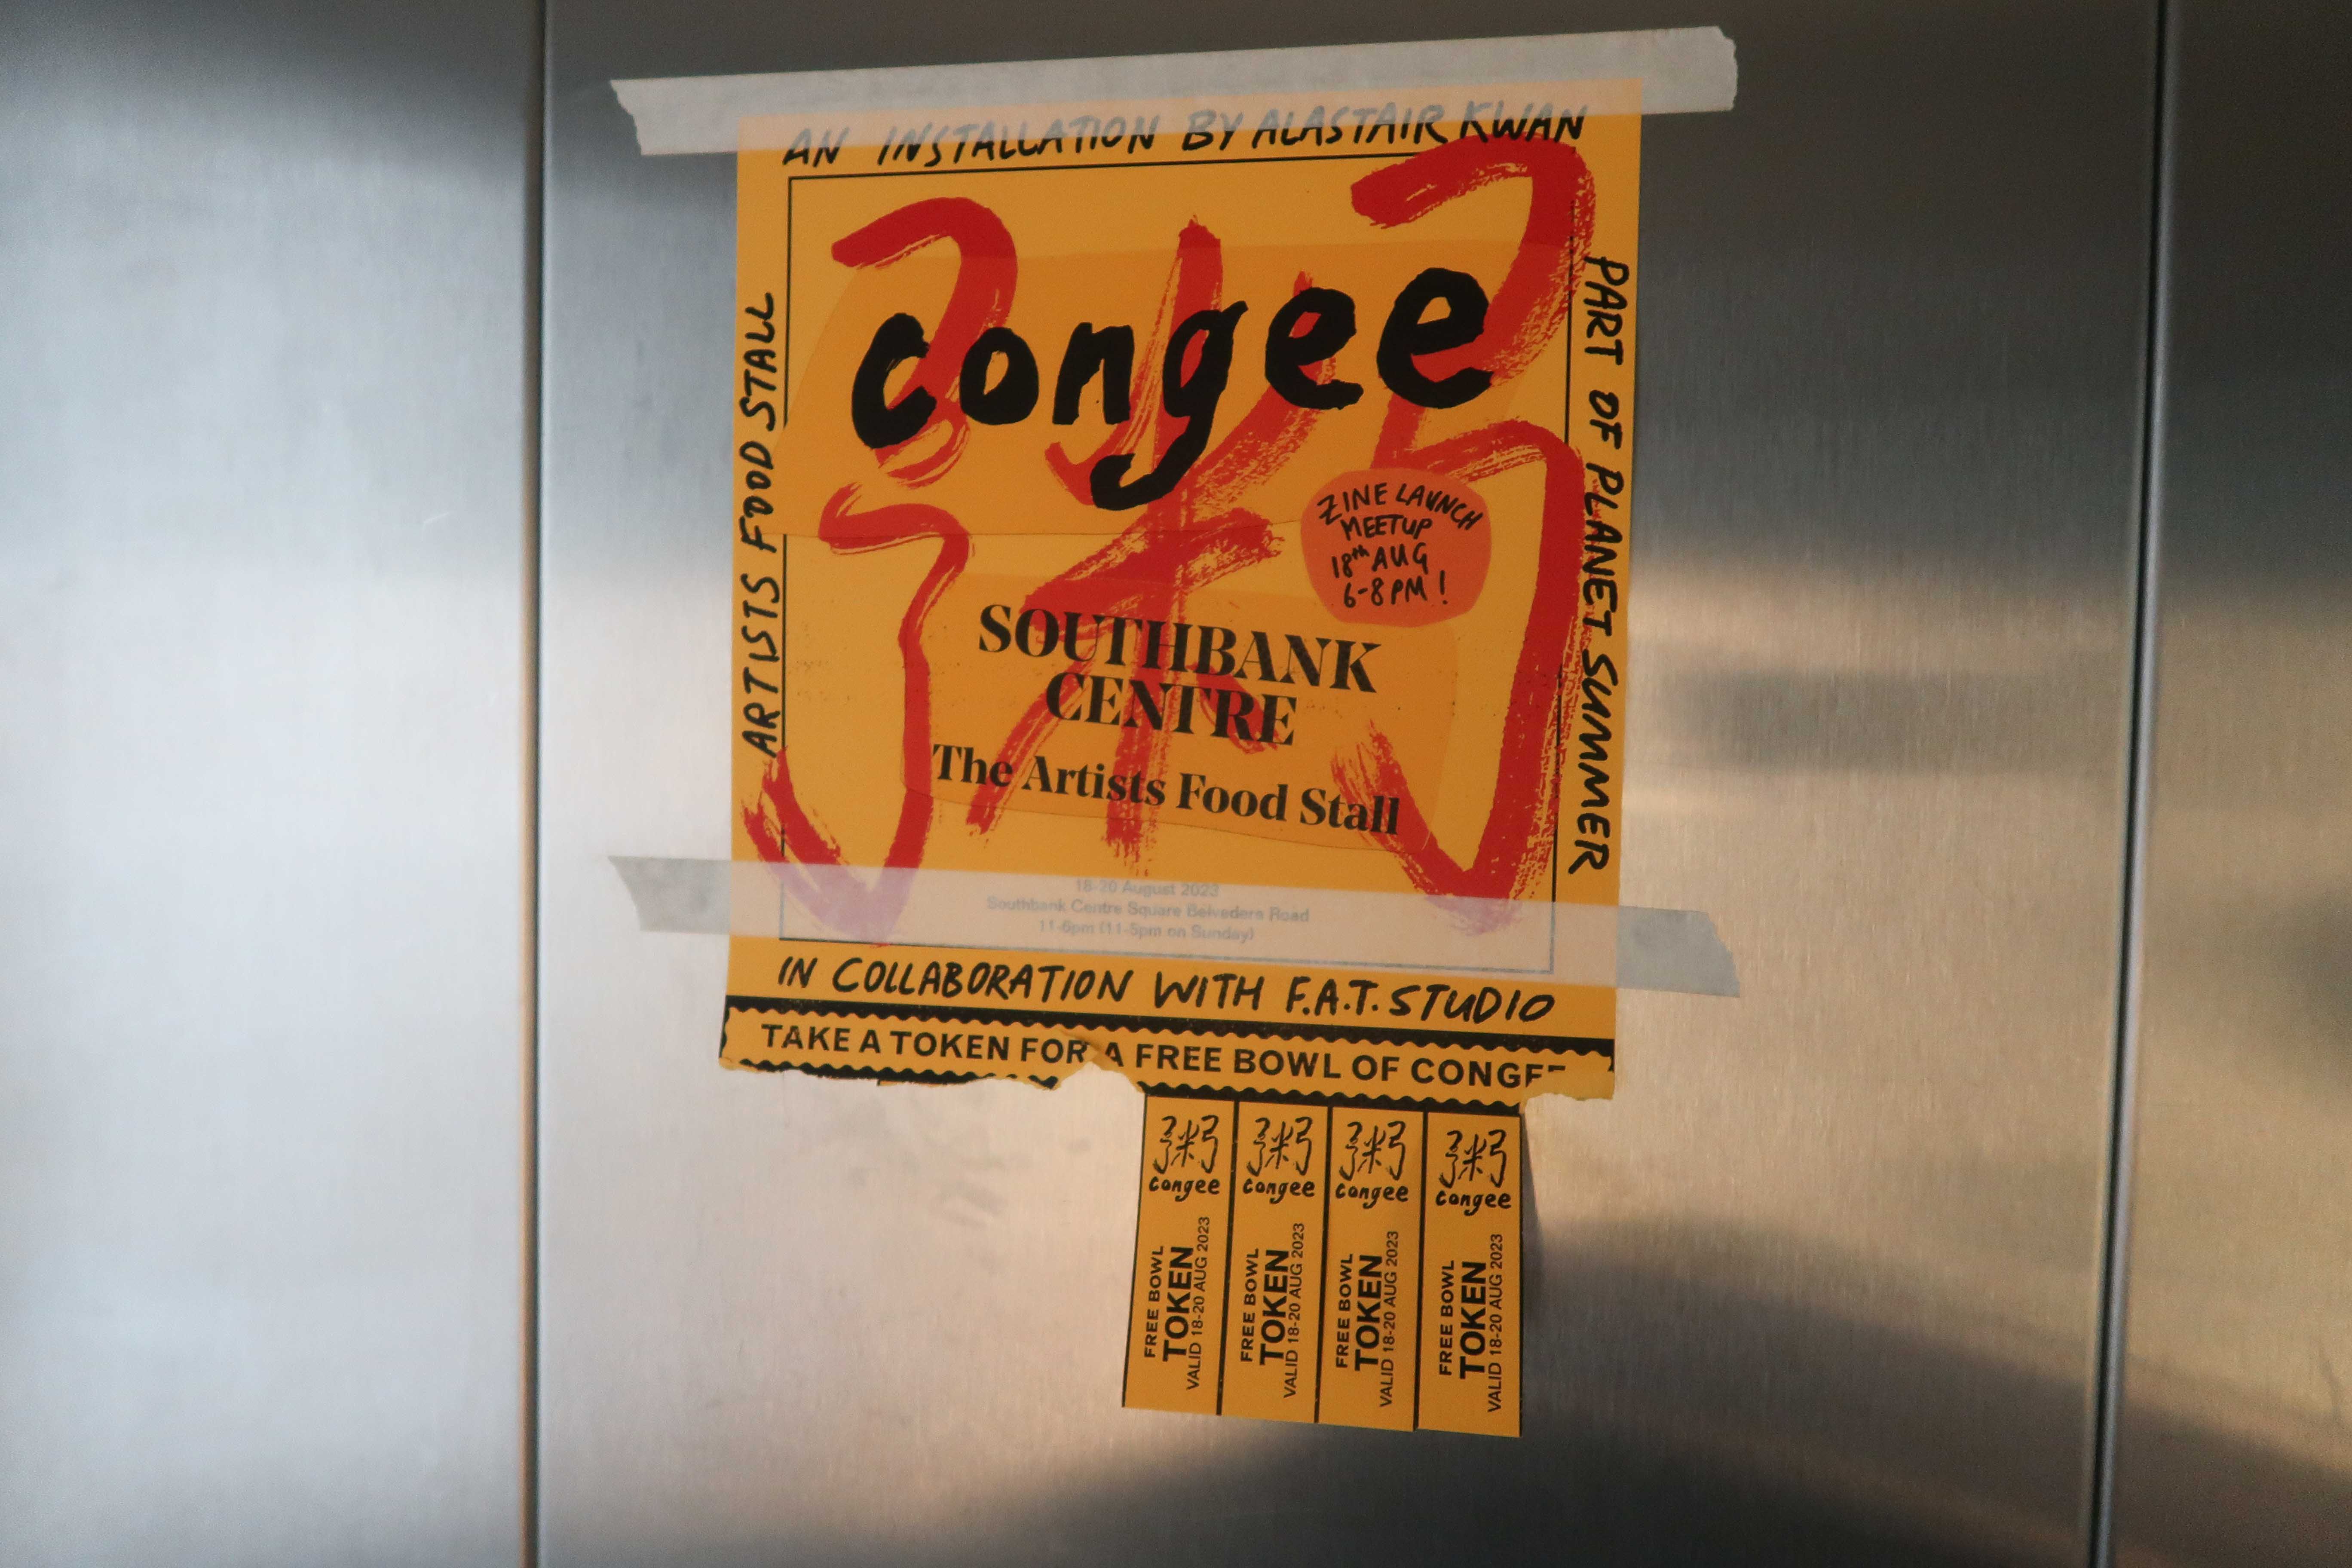 AN INSTALLATION BY ALASTAIR KWAN
ARTISTS FOOD STALL
粥
congee
PART OF PLANET SUMMER
ZINE LAUNCH
MEETUP
18th AUG
6-8 PM!
SOUTHBANK
CENTRE
The Artists Food Stall
18-20 August 2023
Southbank Centre Square Belvedere Road
11-6pm (11-5pm on Sunday)
IN COLLABORATION WITH F.A.T. STUDIO
TAKE A TOKEN FOR A FREE BOWL OF CONGEE
粥
congee
FREE BOWL
TOKEN
VALID 18-20 AUG 2023
粥
congee
FREE BOWL
TOKEN
VALID 18-20 AUG 2023
粥
congee
FREE BOWL
TOKEN
VALID 18-20 AUG 2023
粥
congee
FREE BOWL
TOKEN
VALID 18-20 AUG 2023